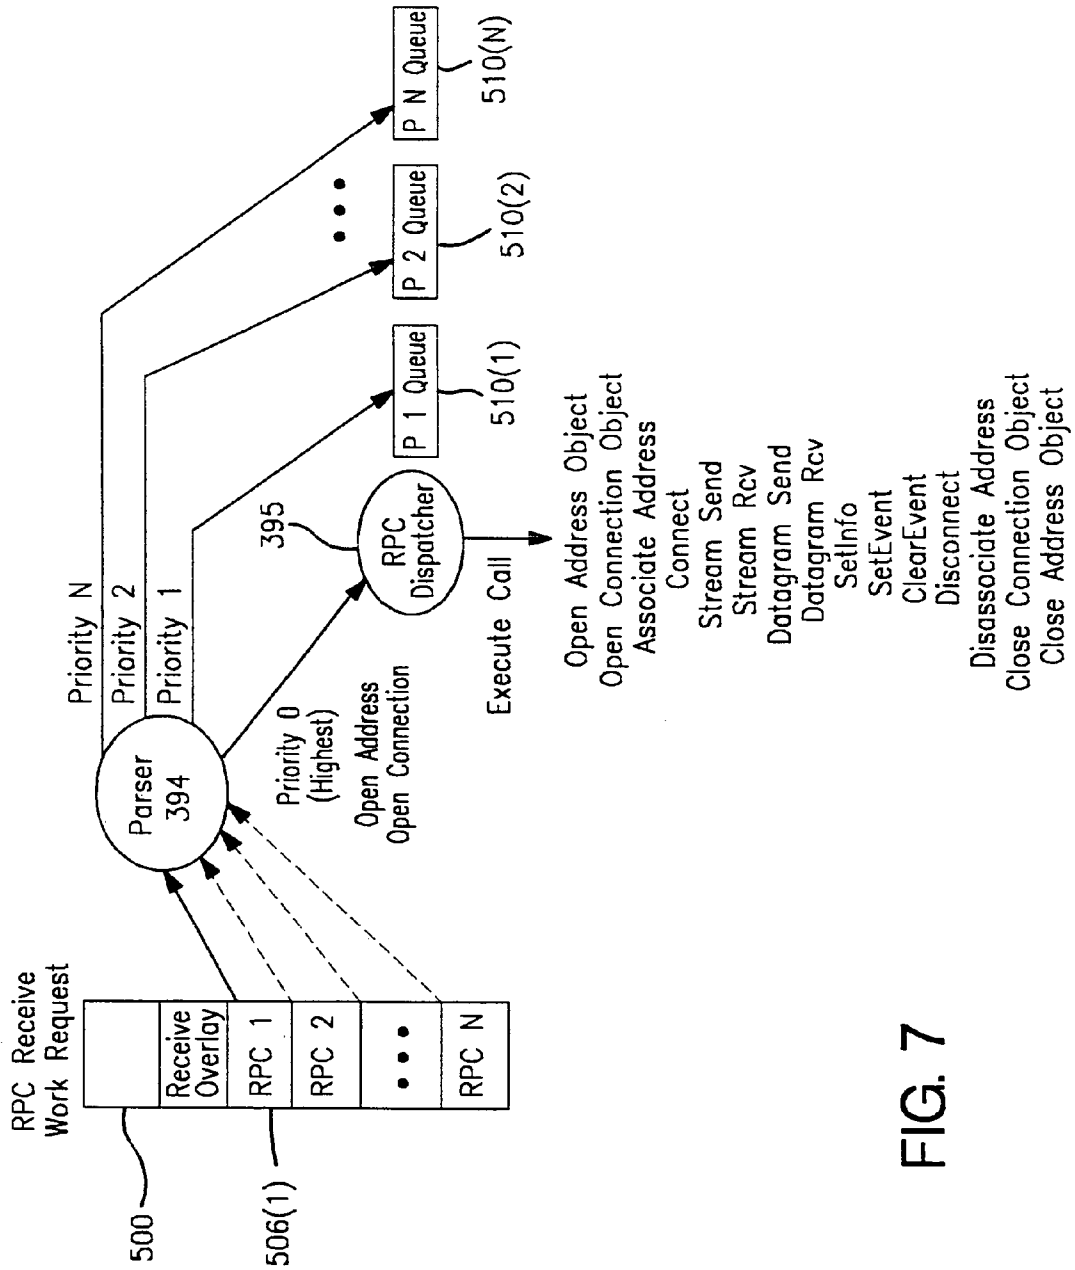 RPC Receive
Work Request
500
Receive
Overlay
RPC 1
RPC 2
RPC N
506(1)
Parser
394
Priority N
Priority 2
Priority 1
Priority 0
(Highest)
Open Address
Open Connection
395
RPC
Dispatcher
P 1 Queue
510(1)
P 2 Queue
510(2)
P N Queue
510(N)
Execute Call
Open Address Object
Open Connection Object
Associate Address
Connect
Stream Send
Stream Rcv
Datagram Send
Datagram Rcv
SetInfo
SetEvent
ClearEvent
Disconnect
Disassociate Address
Close Connection Object
Close Address Object
FIG. 7